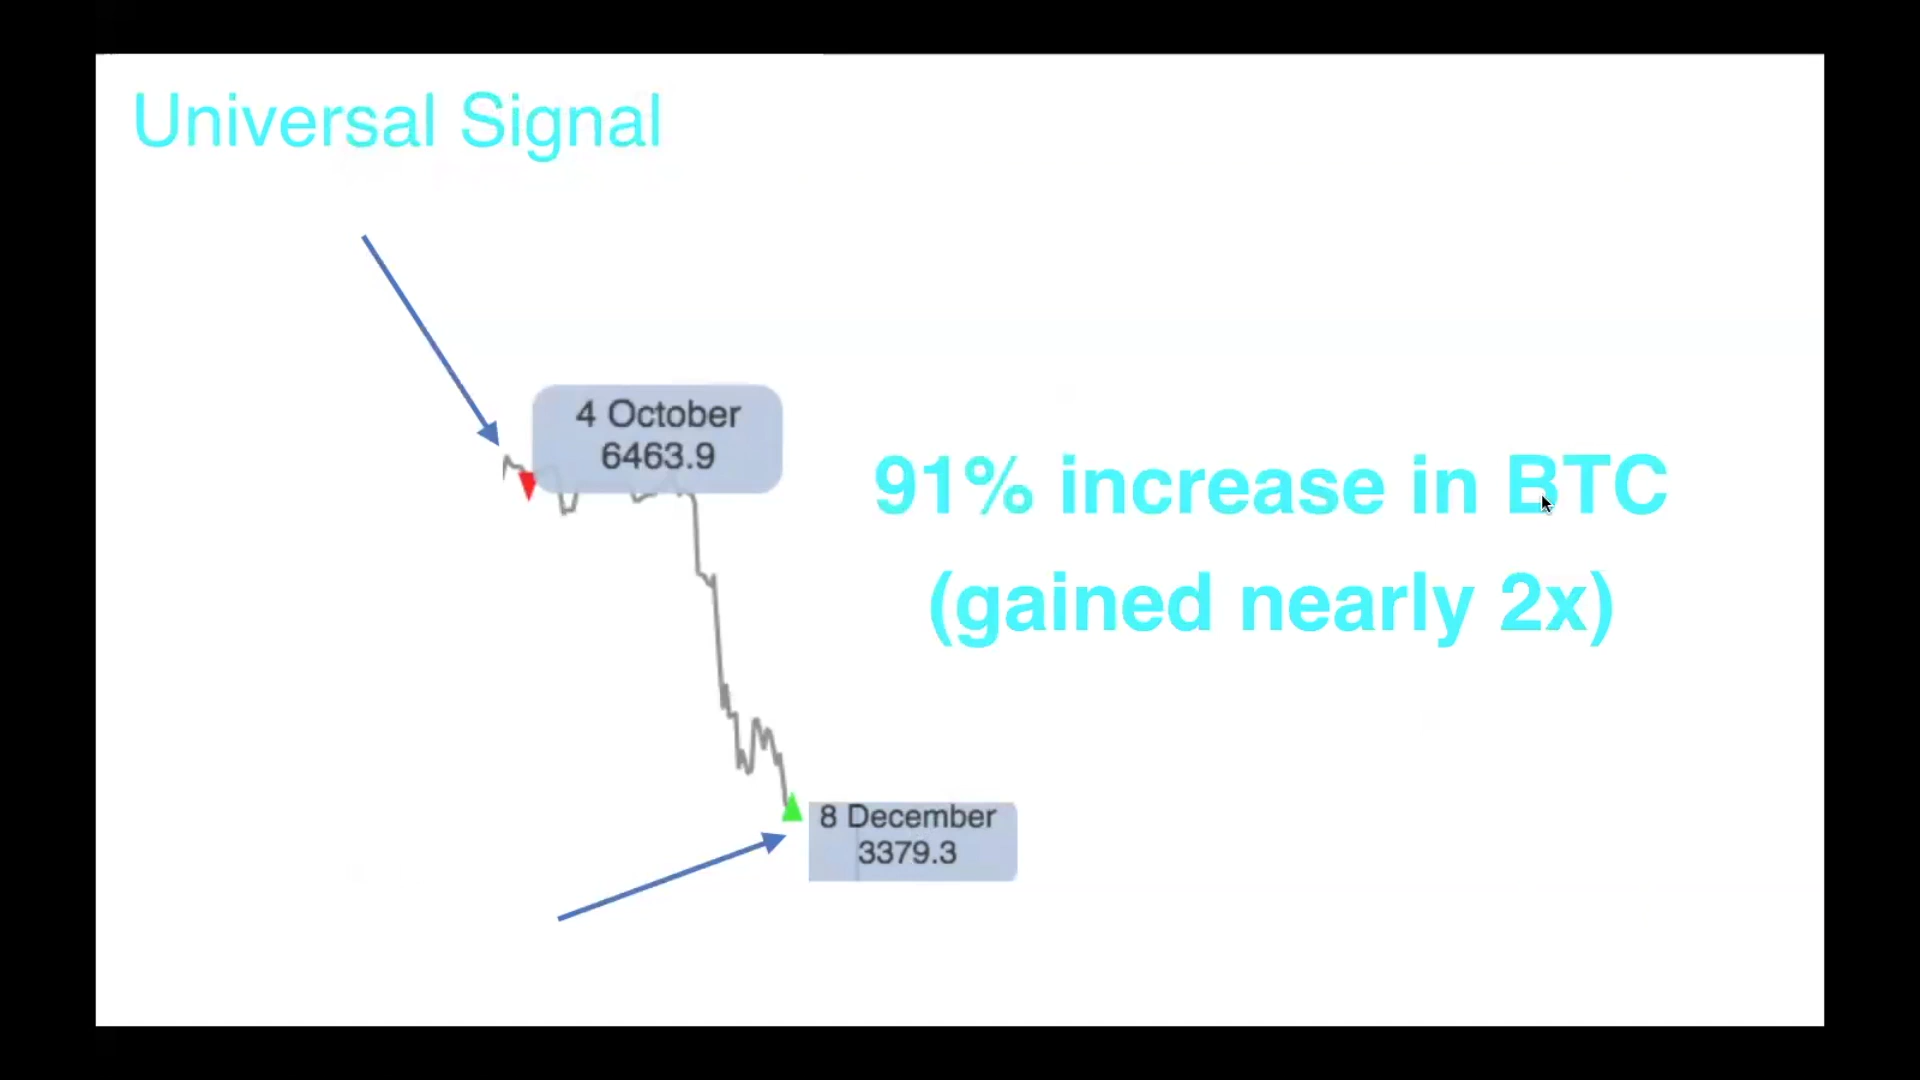 Universal Signal
4 October
6463.9
91% increase in BTC
(gained nearly 2x)
8 December
3379.3